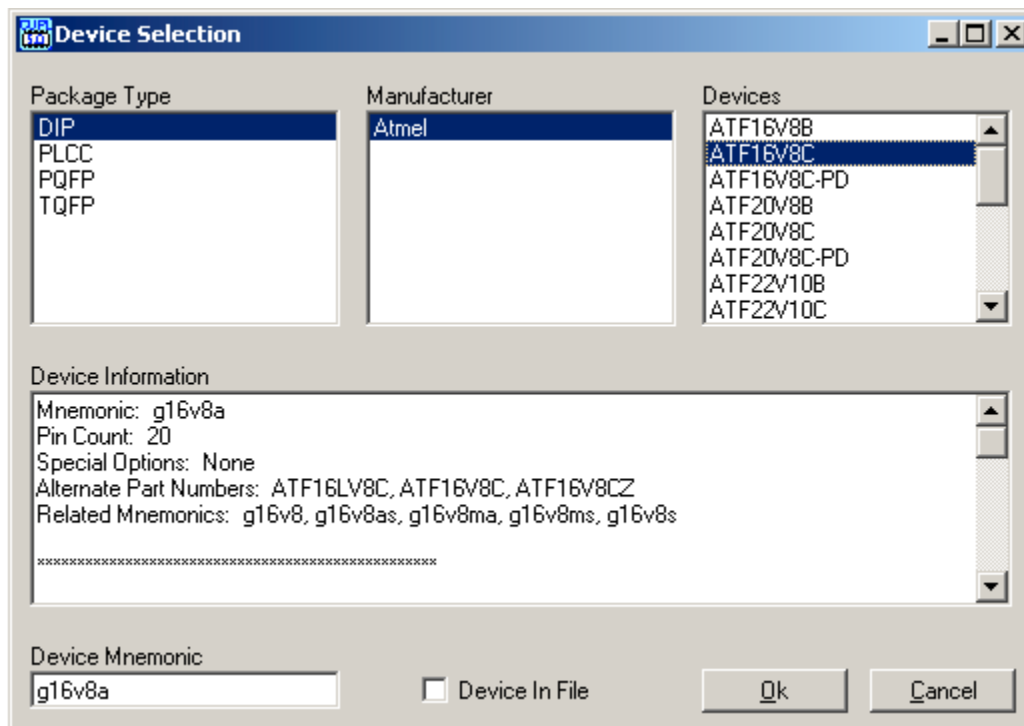 Device Selection
Package Type
Manufacturer
Devices
DIP
PLCC
PQFP
TQFP
Atmel
ATF16V8B
ATF16V8C
ATF16V8C-PD
ATF20V8B
ATF20V8C
ATF20V8C-PD
ATF22V10B
ATF22V10C
Device Information
Mnemonic: g16v8a
Pin Count: 20
Special Options: None
Alternate Part Numbers: ATF16LV8C, ATF16V8C, ATF16V8CZ
Related Mnemonics: g16v8, g16v8as, g16v8ma, g16v8ms, g16v8s
**************************************************
Device Mnemonic
g16v8a
Device In File
Ok
Cancel